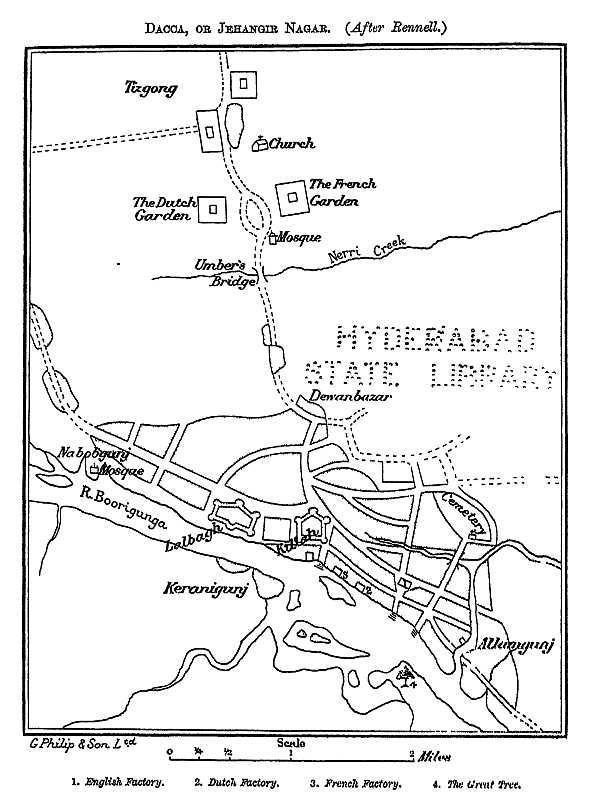 DACCA, OR JEHANGIR NAGAR. (After Rennell.)
Tizgong
Church
The Dutch
Garden
The French
Garden
Mosque
Nerri Creek
Umber's
Bridge
HYDERABAD
STATE LIBRARY
Dewanbazar
Nabobgunj
Mosque
R. Boorigunga
Cemetery
Lalbagh
Killah
Keranigunj
3
2
4
G. Philip & Son Lᵗᵈ
Scale
0 ¼ ½ 1 2 Miles
1. English Factory. 2. Dutch Factory. 3. French Factory. 4. The Great Tree.